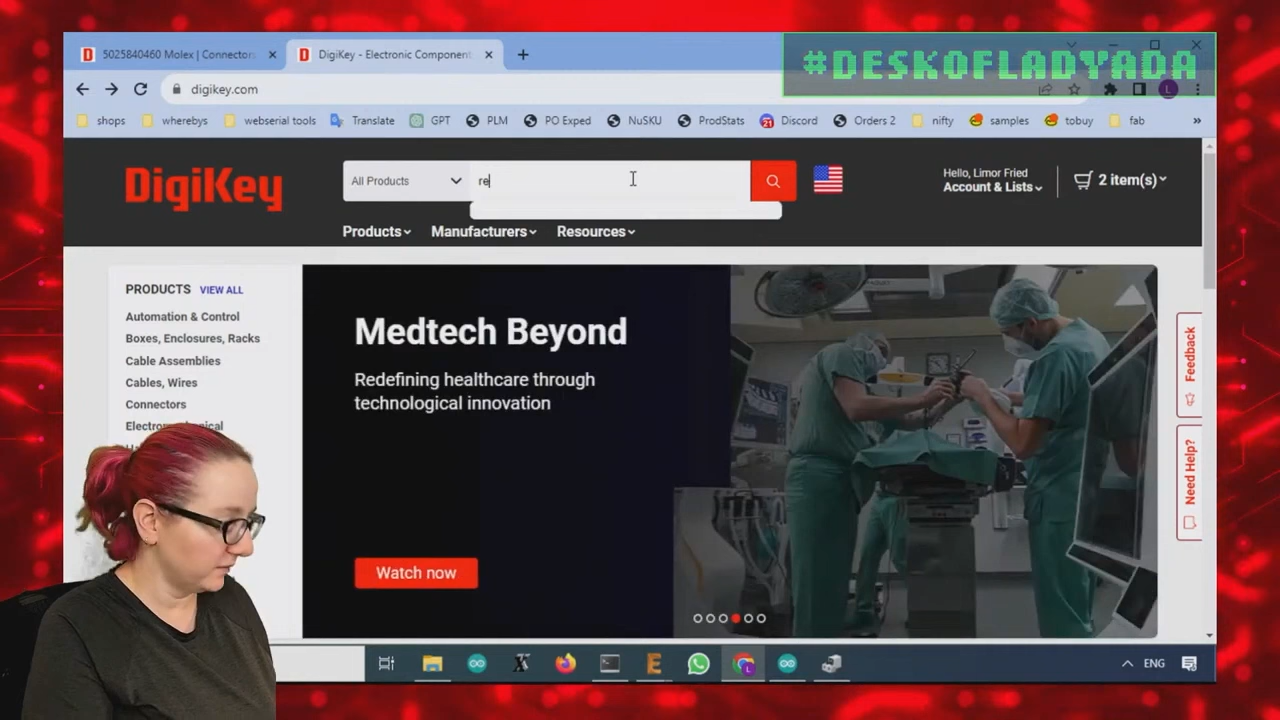 5025840460 Molex | Connector:
DigiKey - Electronic Component
#DESKOFLADYADA
digikey.com
shops
wherebys
webserial tools
Translate
GPT
PLM
PO Exped
NuSKU
ProdStats
21
Discord
Orders 2
nifty
samples
tobuy
fab
»
DigiKey
All Products
re
Hello, Limor Fried
Account & Lists
2 item(s)
Products
Manufacturers
Resources
PRODUCTS VIEW ALL
Automation & Control
Boxes, Enclosures, Racks
Cable Assemblies
Cables, Wires
Connectors
Medtech Beyond
Redefining healthcare through
technological innovation
Watch now
Feedback
Need Help?
ENG